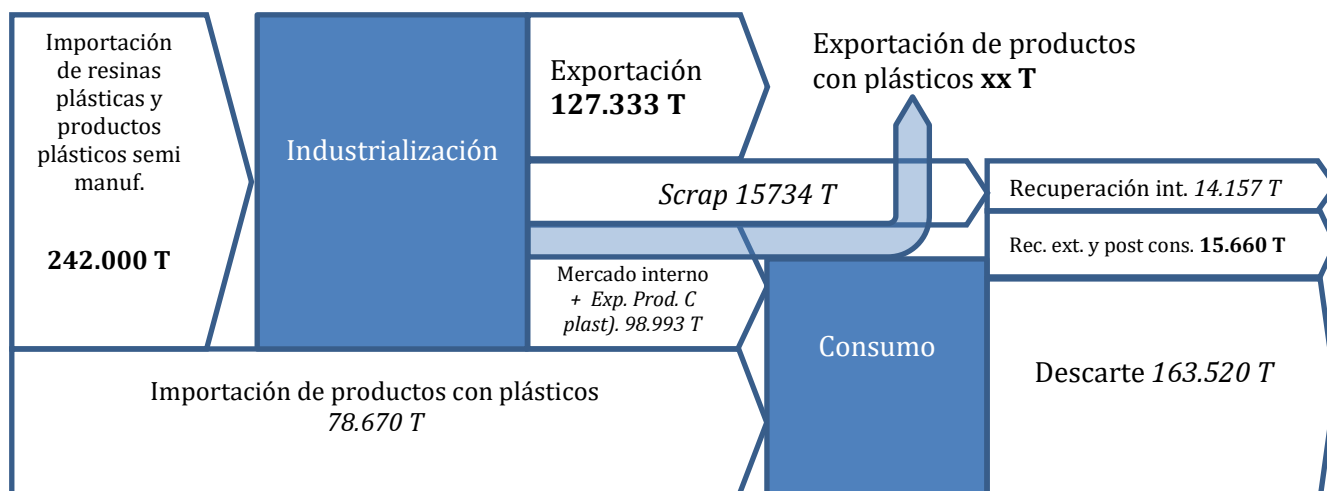 Importación
de resinas
plásticas y
productos
plásticos semi
manuf.
242.000 T
Industrialización
Exportación
127.333 T
Exportación de productos
con plásticos xx T
Scrap 15734 T
Recuperación int. 14.157 T
Rec. ext. y post cons. 15.660 T
Mercado interno
+ Exp. Prod. C
plast). 98.993 T
Consumo
Descarte 163.520 T
Importación de productos con plásticos
78.670 T